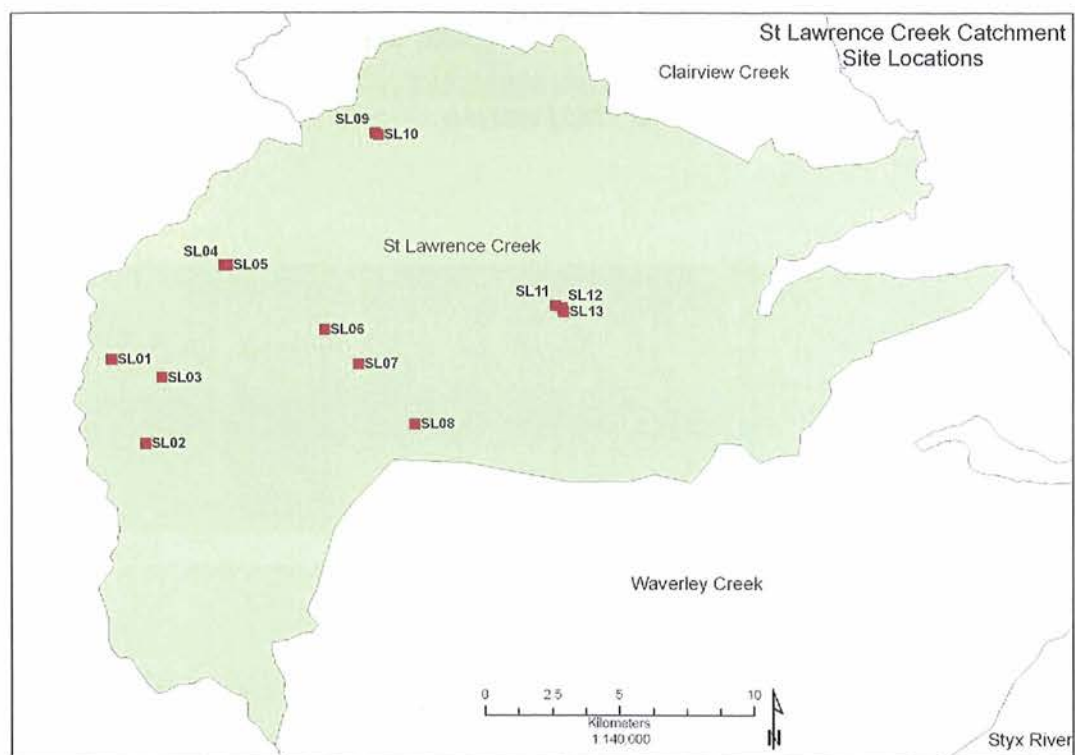 St Lawrence Creek Catchment
Site Locations
Clairview Creek
SL09
SL10
St Lawrence Creek
SL04
SL05
SL11
SL12
SL13
SL06
SL01
SL07
SL03
SL08
SL02
Waverley Creek
0 2.5 5 10
Kilometers
1:140,000
N
Styx River